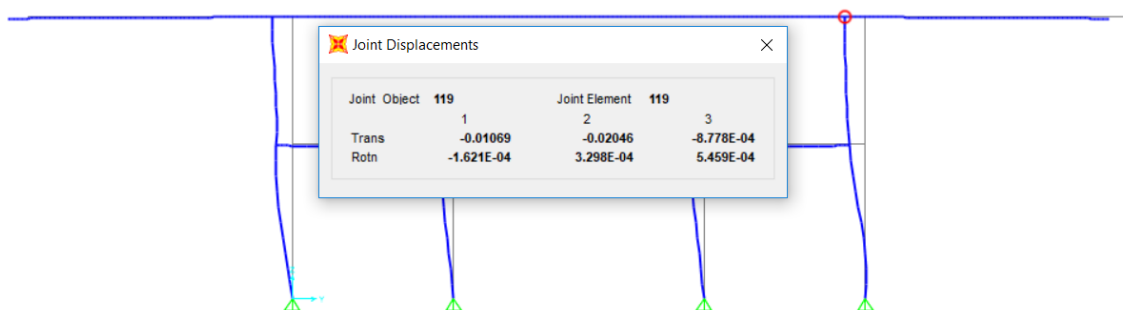 Joint Displacements
Joint Object 119 Joint Element 119
1 2 3
Trans -0.01069 -0.02046 -8.778E-04
Rotn -1.621E-04 3.298E-04 5.459E-04
Y